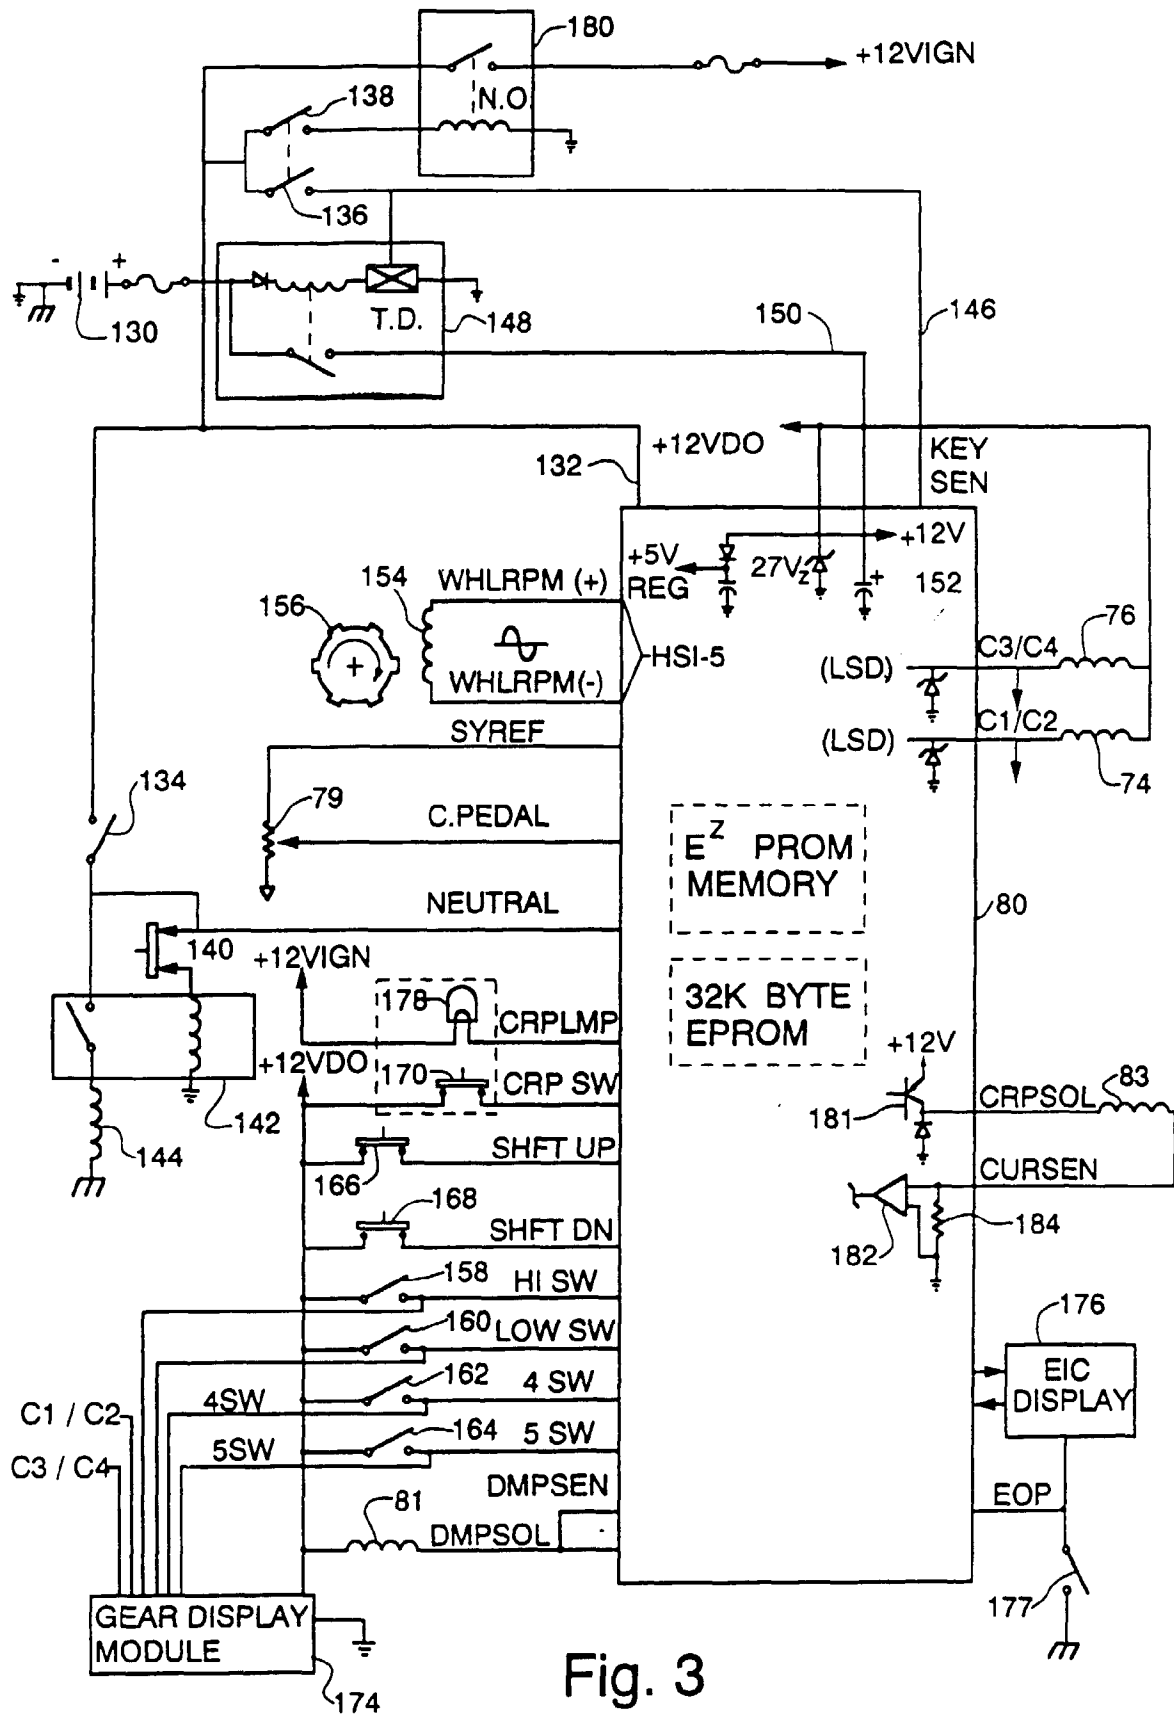 180
+12VIGN
138
N.O
136
- +
130
T.D.
148
150
146
+12VDO
132
KEY
SEN
+12V
+5V
REG
27Vz
152
154
WHLRPM (+)
156
HSI-5
WHLRPM(-)
76
C3/C4
(LSD)
C1/C2
(LSD)
74
SYREF
134
79
C.PEDAL
E^Z PROM
MEMORY
80
NEUTRAL
140
+12VIGN
178
CRPLMP
32K BYTE
EPROM
+12VDO
170
CRP SW
+12V
83
CRPSOL
181
142
144
166
SHFT UP
CURSEN
168
SHFT DN
184
182
158
HI SW
160
LOW SW
176
EIC
DISPLAY
162
4SW
4 SW
C1 / C2
164
5SW
5 SW
C3 / C4
81
DMPSEN
EOP
DMPSOL
177
GEAR DISPLAY
MODULE
174
Fig. 3